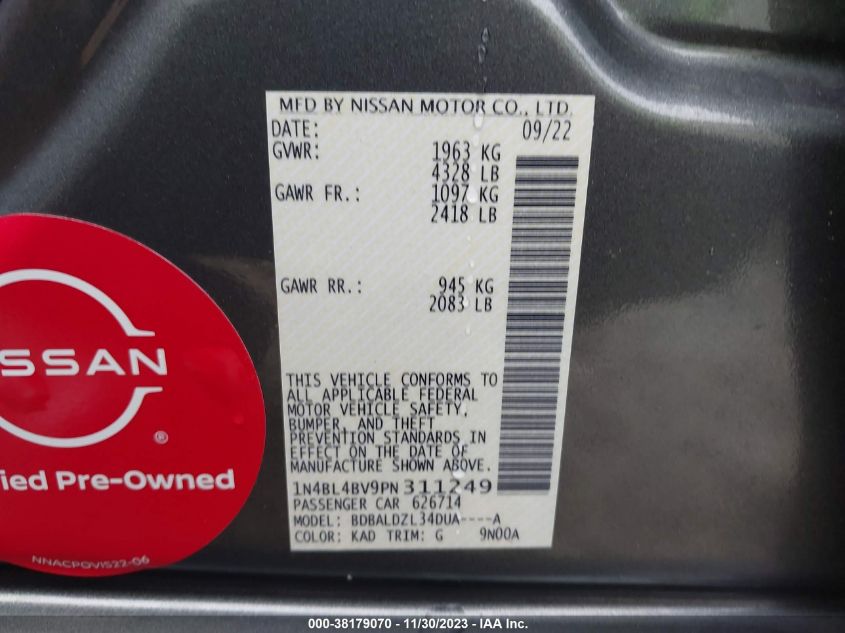 MFD BY NISSAN MOTOR CO., LTD.
DATE: 09/22
GVWR: 1963 KG
4328 LB
GAWR FR.: 1097 KG
2418 LB
GAWR RR.: 945 KG
2083 LB
THIS VEHICLE CONFORMS TO
ALL APPLICABLE FEDERAL
MOTOR VEHICLE SAFETY,
BUMPER, AND THEFT
PREVENTION STANDARDS IN
EFFECT ON THE DATE OF
MANUFACTURE SHOWN ABOVE.
1N4BL4BV9PN311249
PASSENGER CAR 626714
MODEL: BDBALDZL34DUA----A
COLOR: KAD TRIM: G 9N00A
SSAN
®
ied Pre-Owned
NNACPOVIS22-06
000-38179070 - 11/30/2023 - IAA Inc.